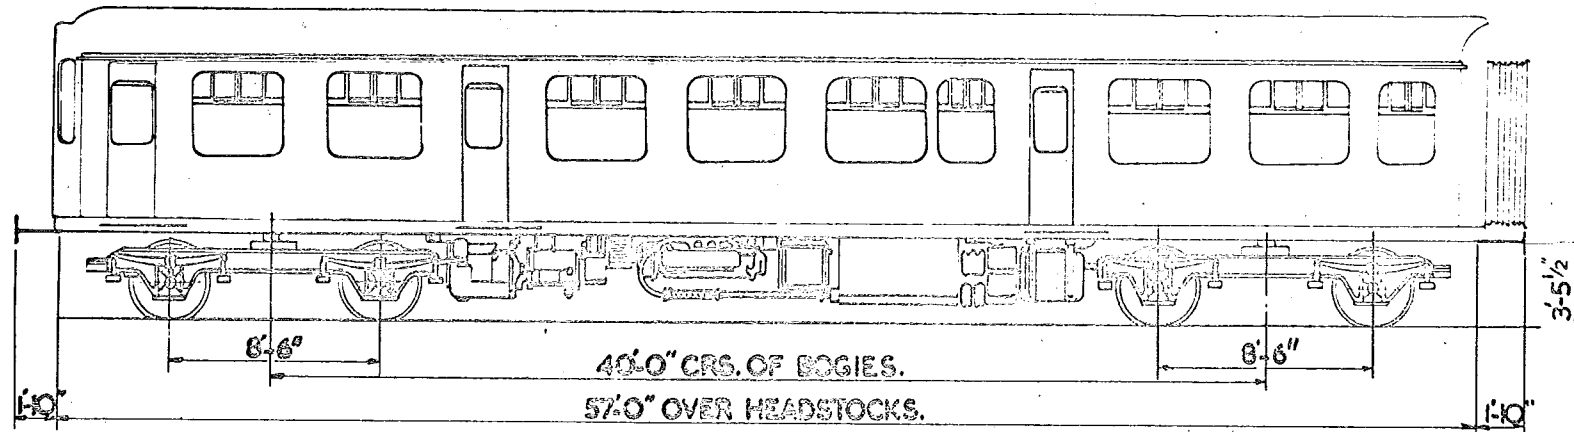 3'-5½"
8'-6"
8'-6"
40'-0" CRS. OF BOGIES.
1'-10"
57'-0" OVER HEADSTOCKS.
1'-10"